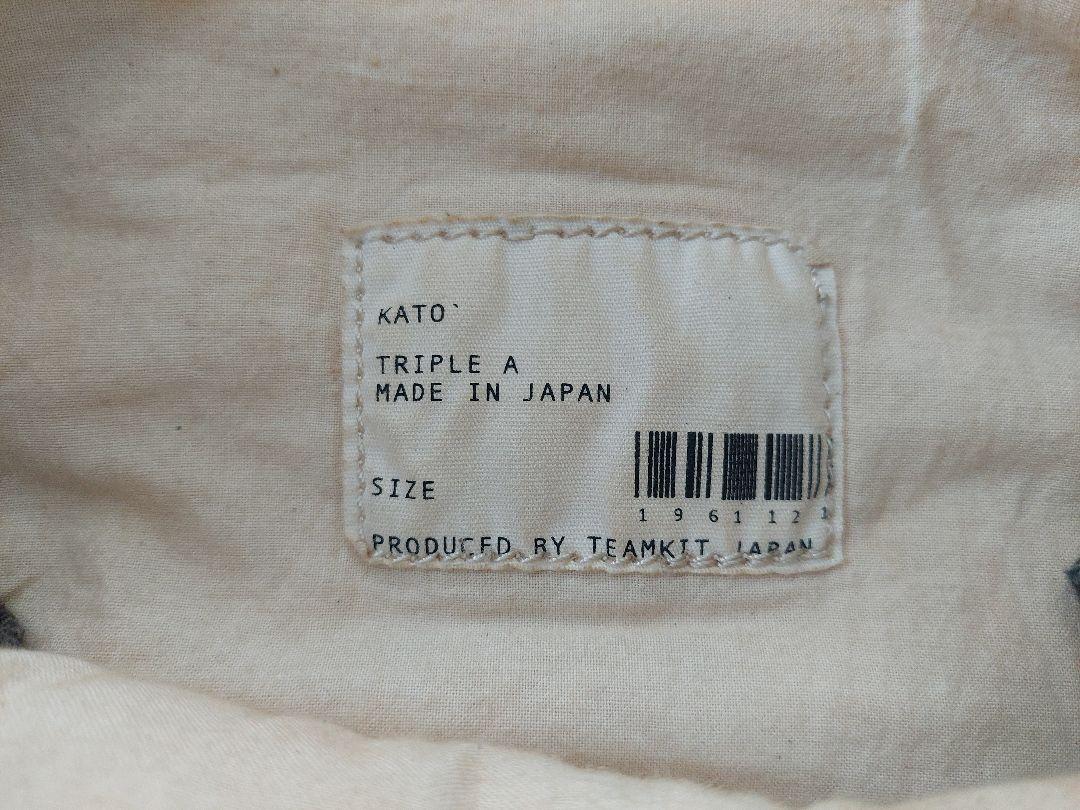 KATO`
TRIPLE A
MADE IN JAPAN
SIZE
1 9 6 1 1 2 1
PRODUCED BY TEAMKIT JAPAN